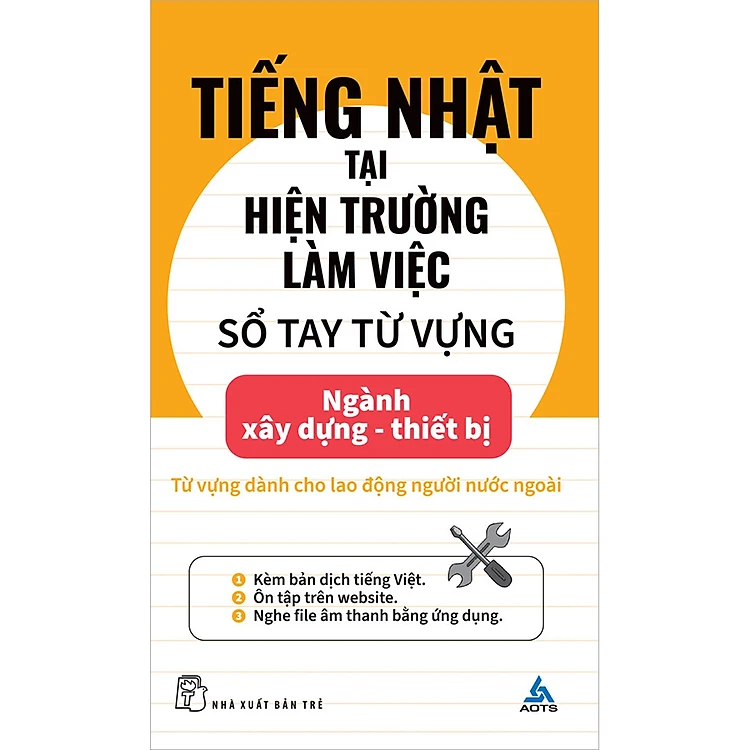 TIẾNG NHẬT
TẠI
HIỆN TRƯỜNG
LÀM VIỆC
SỔ TAY TỪ VỰNG
Ngành
xây dựng - thiết bị
Từ vựng dành cho lao động người nước ngoài
1 Kèm bản dịch tiếng Việt.
2 Ôn tập trên website.
3 Nghe file âm thanh bằng ứng dụng.
T NHÀ XUẤT BẢN TRẺ
AOTS